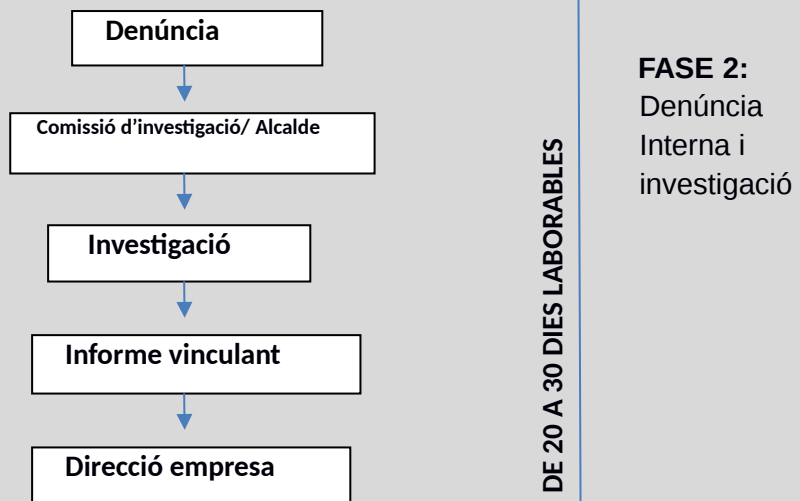 Denúncia
Comissió d'investigació/ Alcalde
Investigació
Informe vinculant
Direcció empresa
DE 20 A 30 DIES LABORABLES
FASE 2:
Denúncia
Interna i
investigació